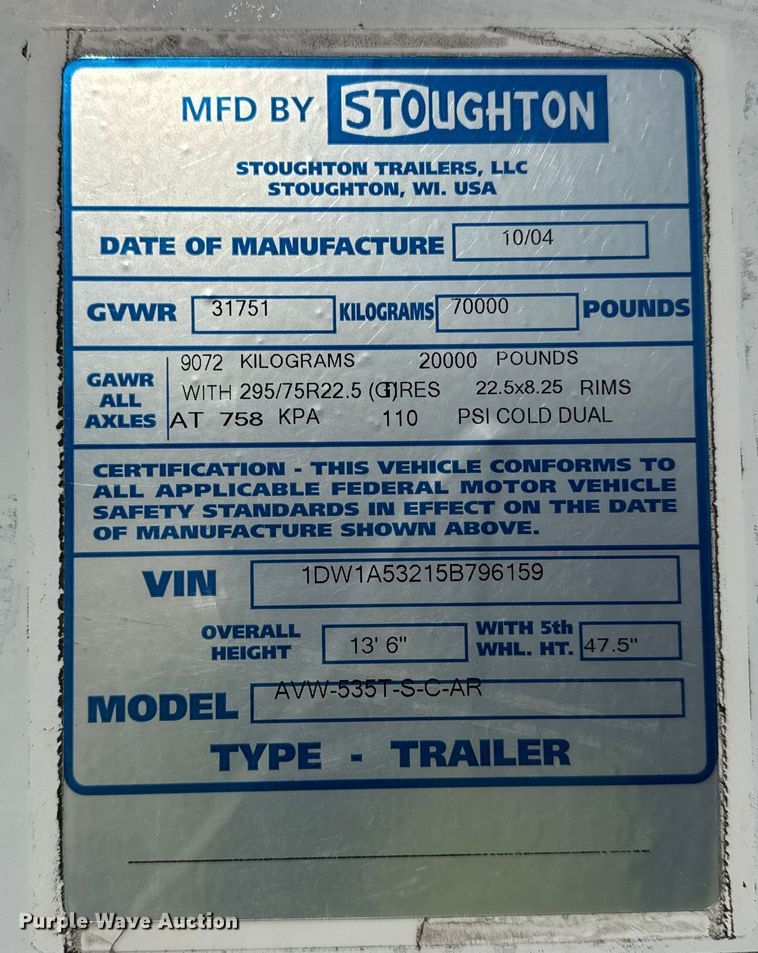 MFD BY STOUGHTON
STOUGHTON TRAILERS, LLC
STOUGHTON, WI. USA
DATE OF MANUFACTURE 10/04
GVWR 31751 KILOGRAMS 70000 POUNDS
GAWR ALL AXLES
9072 KILOGRAMS 20000 POUNDS
WITH 295/75R22.5 (G)TIRES 22.5x8.25 RIMS
AT 758 KPA 110 PSI COLD DUAL
CERTIFICATION - THIS VEHICLE CONFORMS TO
ALL APPLICABLE FEDERAL MOTOR VEHICLE
SAFETY STANDARDS IN EFFECT ON THE DATE
OF MANUFACTURE SHOWN ABOVE.
VIN 1DW1A53215B796159
OVERALL HEIGHT 13' 6" WITH 5th WHL. HT. 47.5"
MODEL AVW-535T-S-C-AR
TYPE - TRAILER
Purple Wave Auction